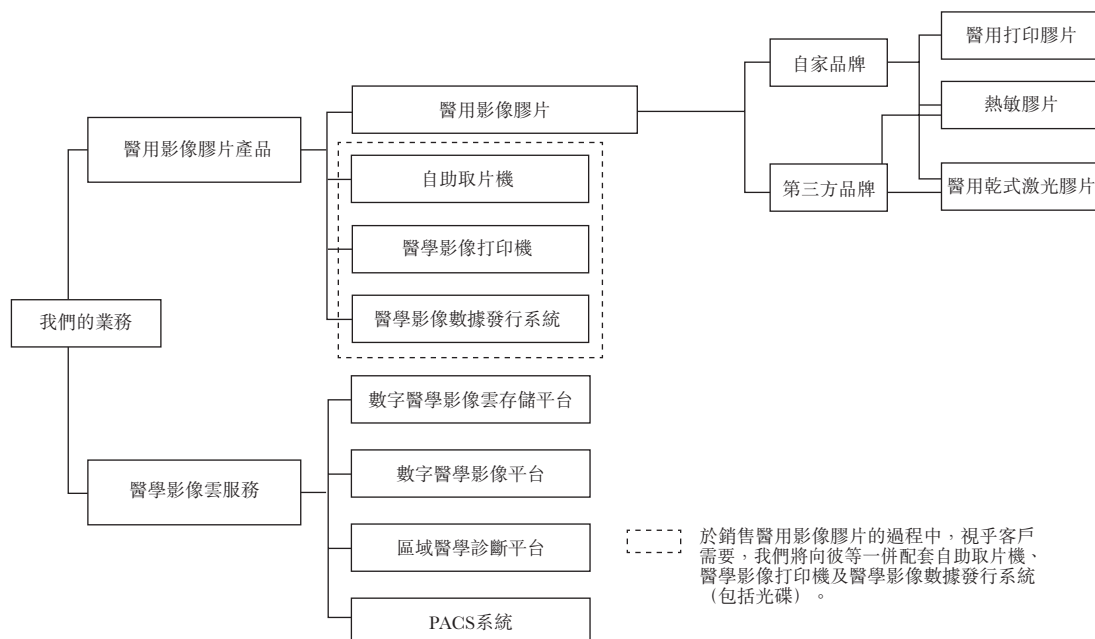 醫用打印膠片
自家品牌
醫用影像膠片
熱敏膠片
醫用影像膠片產品
自助取片機
第三方品牌
醫用乾式激光膠片
醫學影像打印機
我們的業務
醫學影像數據發行系統
數字醫學影像雲存儲平台
數字醫學影像平台
醫學影像雲服務
區域醫學診斷平台
PACS系統
於銷售醫用影像膠片的過程中,視乎客戶
需要,我們將向彼等一併配套自助取片機、
醫學影像打印機及醫學影像數據發行系統
(包括光碟)。